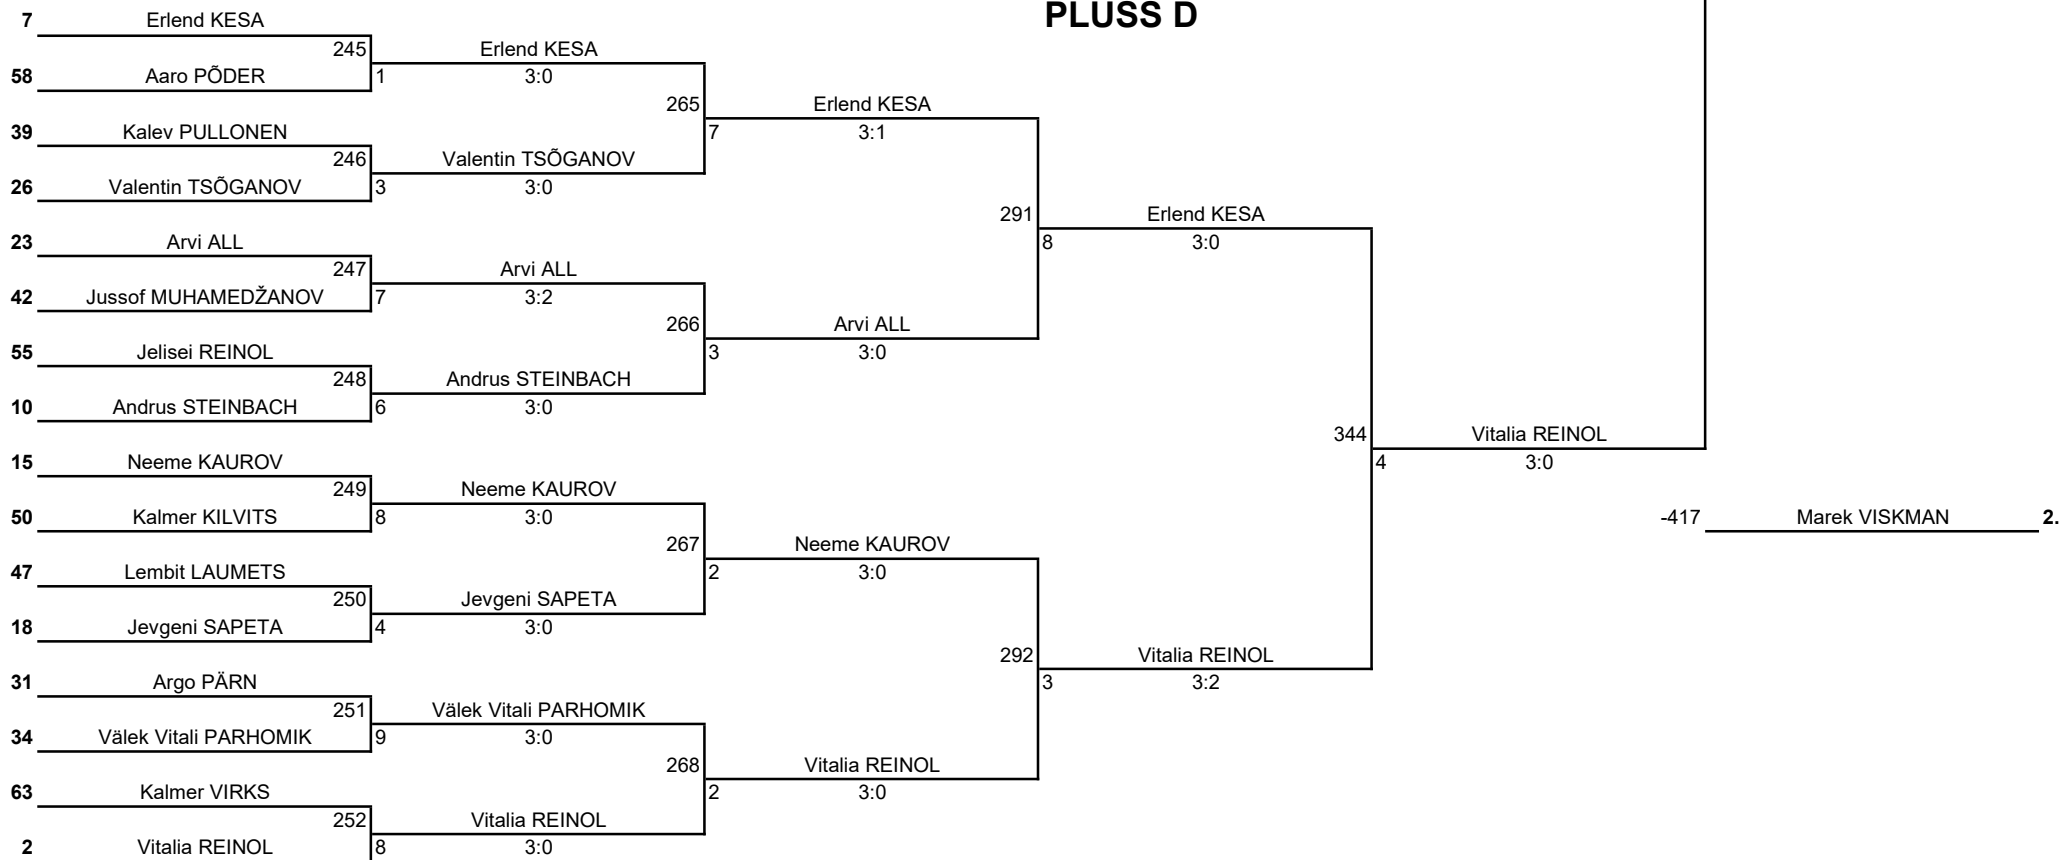 PLUSS D
7 Erlend KESA
245 Erlend KESA
58 Aaro PÕDER 1 3:0
265 Erlend KESA
39 Kalev PULLONEN 7 3:1
246 Valentin TSÕGANOV
26 Valentin TSÕGANOV 3 3:0
291 Erlend KESA
23 Arvi ALL 8 3:0
247 Arvi ALL
42 Jussof MUHAMEDŽANOV 7 3:2
266 Arvi ALL
55 Jelisei REINOL 3 3:0
248 Andrus STEINBACH
10 Andrus STEINBACH 6 3:0
344 Vitalia REINOL
15 Neeme KAUROV 4 3:0
249 Neeme KAUROV
50 Kalmer KILVITS 8 3:0 -417 Marek VISKMAN 2.
267 Neeme KAUROV
47 Lembit LAUMETS 2 3:0
250 Jevgeni SAPETA
18 Jevgeni SAPETA 4 3:0
292 Vitalia REINOL
31 Argo PÄRN 3 3:2
251 Välek Vitali PARHOMIK
34 Välek Vitali PARHOMIK 9 3:0
268 Vitalia REINOL
63 Kalmer VIRKS 2 3:0
252 Vitalia REINOL
2 Vitalia REINOL 8 3:0